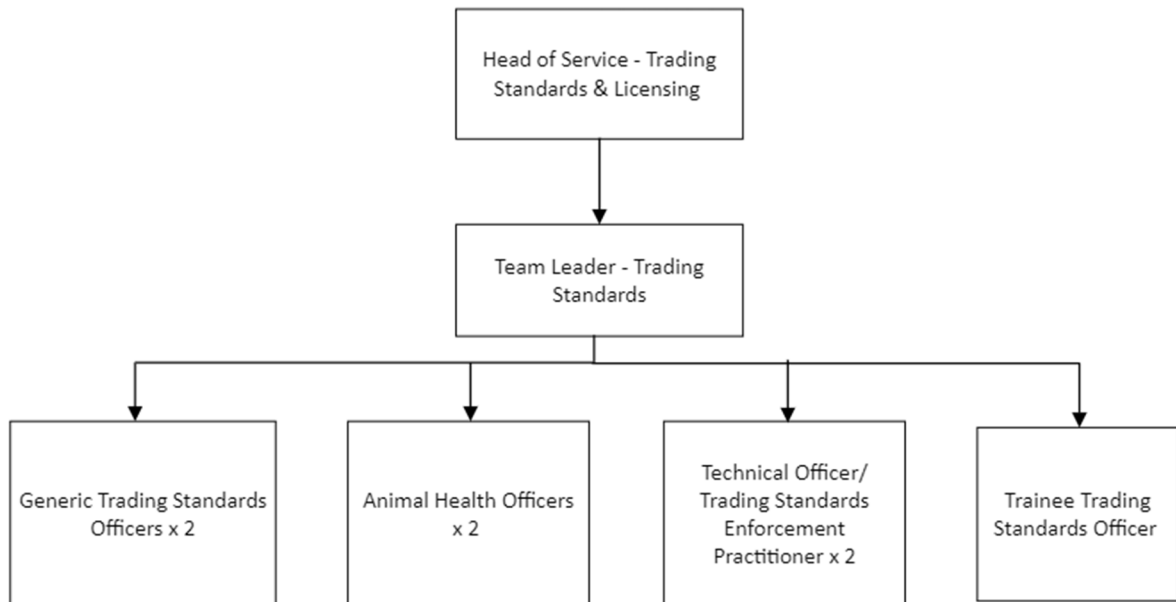 Head of Service - Trading
Standards & Licensing
Team Leader - Trading
Standards
Generic Trading Standards
Officers x 2
Animal Health Officers
x 2
Technical Officer/
Trading Standards
Enforcement
Practitioner x 2
Trainee Trading
Standards Officer